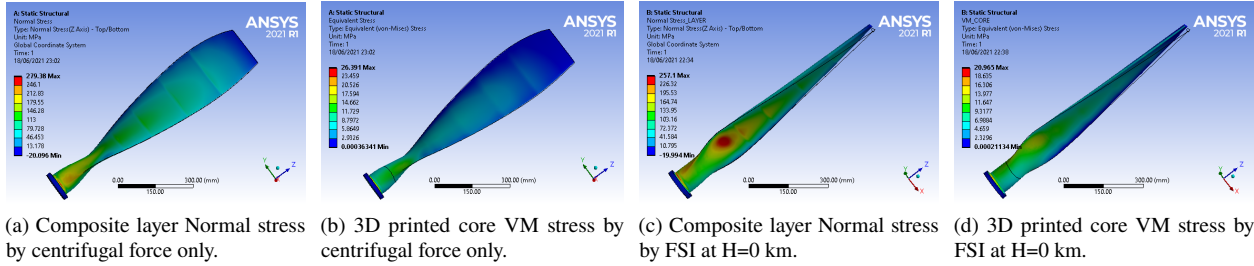 A: Static Structural
Normal Stress
Type: Normal Stress(Z Axis) - Top/Bottom
Unit: MPa
Global Coordinate System
Time: 1
18/06/2021 23:02
279.38 Max
246.1
212.83
179.55
146.28
113
79.728
46.453
13.178
-20.096 Min
ANSYS
2021 R1
0.00
300.00 (mm)
150.00
Y
Z
X
(a) Composite layer Normal stress
by centrifugal force only.
A: Static Structural
Equivalent Stress
Type: Equivalent (von-Mises) Stress
Unit: MPa
Time: 1
18/06/2021 23:02
26.391 Max
23.459
20.526
17.594
14.662
11.729
8.7972
5.8649
2.9326
0.00036341 Min
ANSYS
2021 R1
0.00
300.00 (mm)
150.00
Y
Z
X
(b) 3D printed core VM stress by
centrifugal force only.
B: Static Structural
Normal Stress_LAYER
Type: Normal Stress(Z Axis) - Top/Bottom
Unit: MPa
Global Coordinate System
Time: 1
18/06/2021 22:34
257.1 Max
226.32
195.53
164.74
133.95
103.16
72.372
41.584
10.795
-19.994 Min
ANSYS
2021 R1
0.00
300.00 (mm)
150.00
Y
Z
X
(c) Composite layer Normal stress
by FSI at H=0 km.
B: Static Structural
VM_CORE
Type: Equivalent (von-Mises) Stress - Top/Bottom
Unit: MPa
Time: 1
18/06/2021 22:38
20.965 Max
18.635
16.306
13.977
11.647
9.3177
6.9884
4.659
2.3296
0.00021134 Min
ANSYS
2021 R1
0.00
300.00 (mm)
150.00
Y
Z
X
(d) 3D printed core VM stress by
FSI at H=0 km.